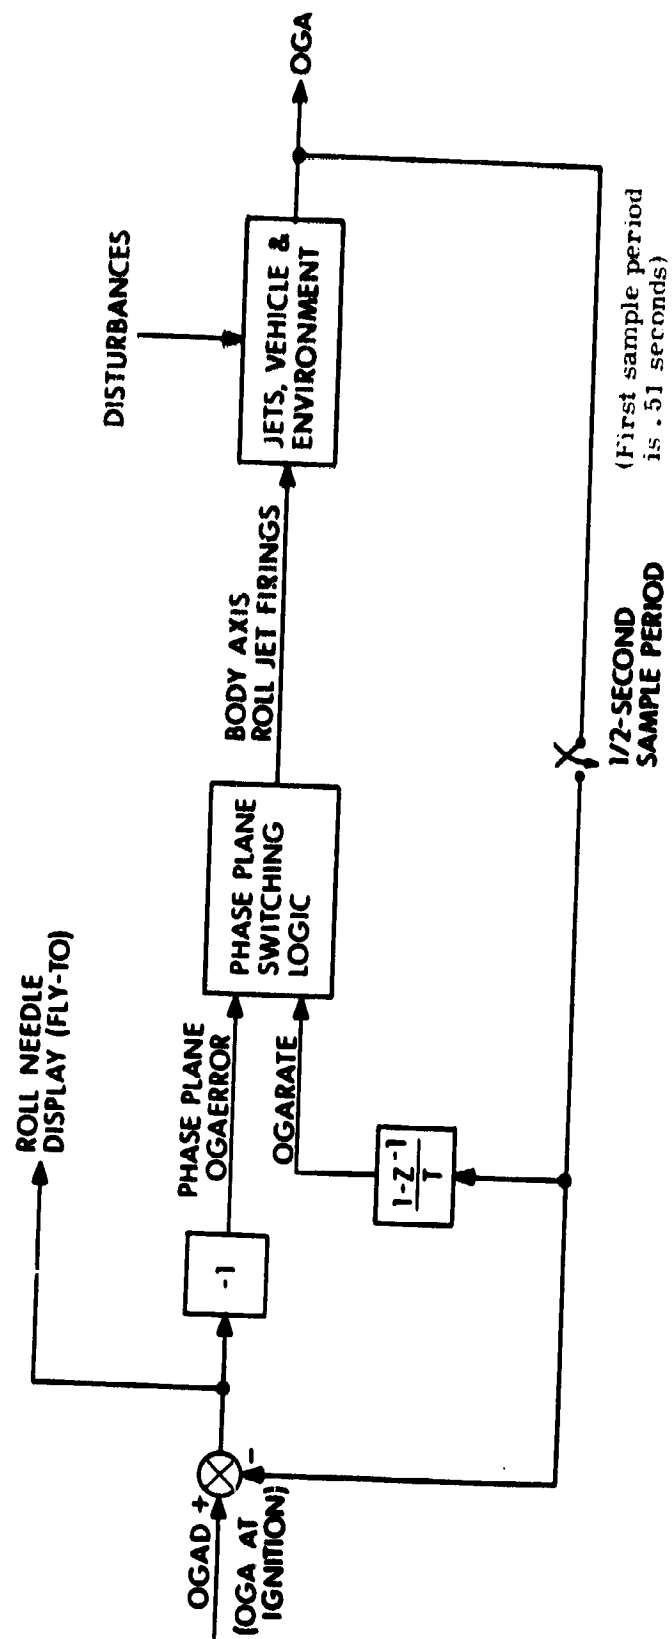 ROLL NEEDLE
DISPLAY (FLY-TO)
OGAD +
(OGA AT
IGNITION)
-
-1
PHASE PLANE
OGAERROR
OGARATE
1-Z⁻¹
T
PHASE PLANE
SWITCHING
LOGIC
BODY AXIS
ROLL JET FIRINGS
DISTURBANCES
JETS, VEHICLE &
ENVIRONMENT
OGA
1/2-SECOND
SAMPLE PERIOD
(First sample period
is .51 seconds)